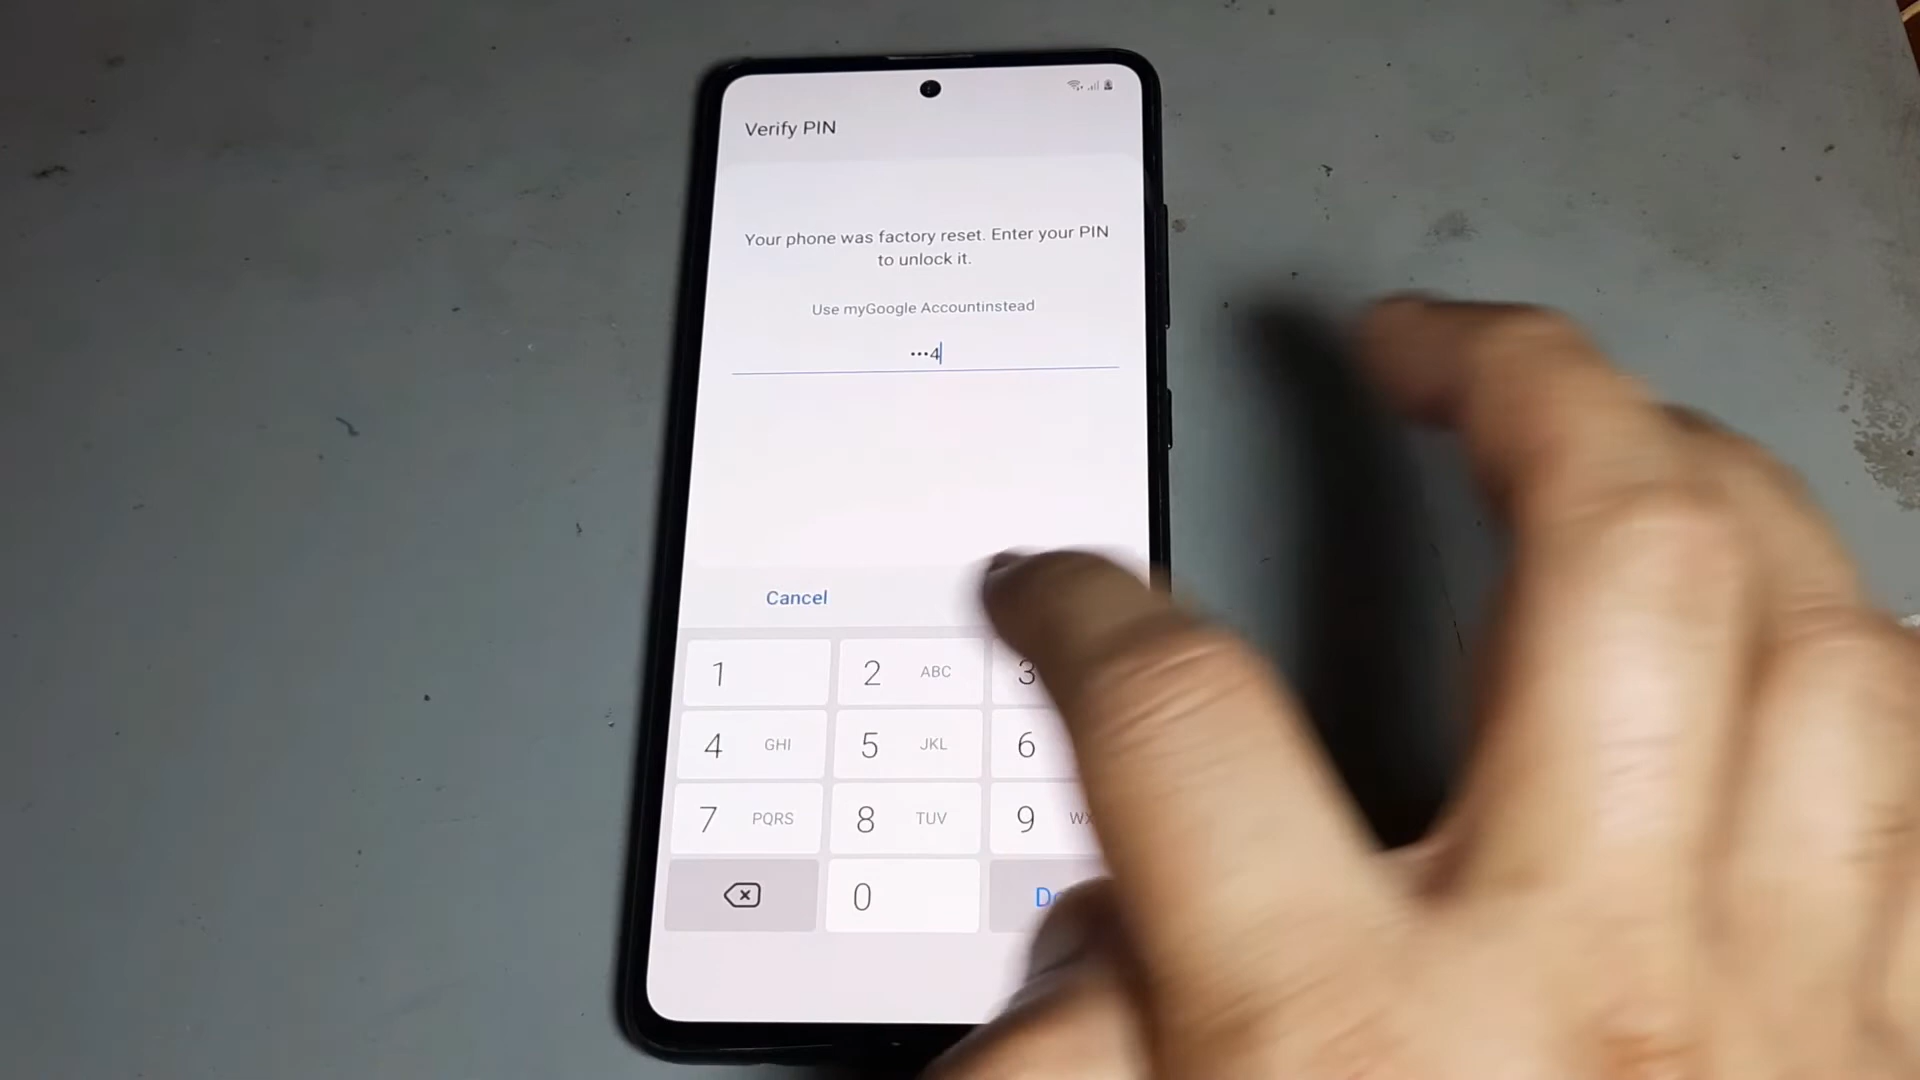 Verify PIN
Your phone was factory reset. Enter your PIN
to unlock it.
Use myGoogle Accountinstead
•••4
Cancel
1
2 ABC
3
4 GHI
5 JKL
6
7 PQRS
8 TUV
9 WX
0